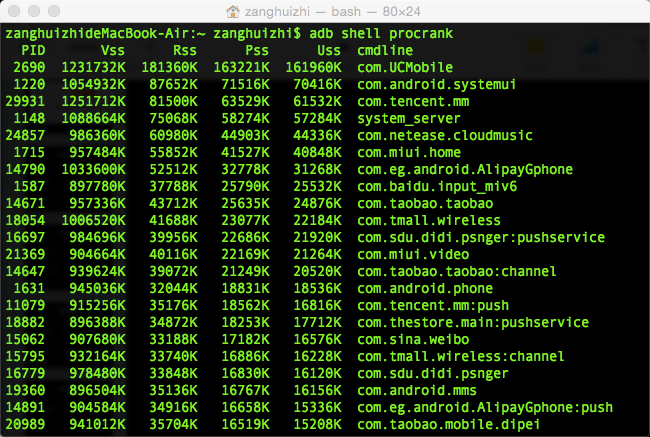 zanghuizhi — bash — 80×24
zanghuizhideMacBook-Air:~ zanghuizhi$ adb shell procrank
  PID      Vss      Rss      Pss      Uss  cmdline
 2690  1231732K  181360K  163221K  161960K  com.UCMobile
 1220  1054932K   87652K   71516K   70416K  com.android.systemui
29931  1251712K   81500K   63529K   61532K  com.tencent.mm
 1148  1088664K   75068K   58274K   57284K  system_server
24857   986360K   60980K   44903K   44336K  com.netease.cloudmusic
 1715   957484K   55852K   41527K   40848K  com.miui.home
14790  1033600K   52512K   32778K   31268K  com.eg.android.AlipayGphone
 1587   897780K   37788K   25790K   25532K  com.baidu.input_miv6
14671   957336K   43712K   25635K   24876K  com.taobao.taobao
18054  1006520K   41688K   23077K   22184K  com.tmall.wireless
16697   984696K   39956K   22686K   21920K  com.sdu.didi.psnger:pushservice
21369   904664K   40116K   22169K   21264K  com.miui.video
14647   939624K   39072K   21249K   20520K  com.taobao.taobao:channel
 1631   945036K   32044K   18831K   18536K  com.android.phone
11079   915256K   35176K   18562K   16816K  com.tencent.mm:push
18882   896388K   34872K   18253K   17712K  com.thestore.main:pushservice
15062   907680K   33188K   17182K   16576K  com.sina.weibo
15795   932164K   33740K   16886K   16228K  com.tmall.wireless:channel
16779   978480K   33848K   16830K   16120K  com.sdu.didi.psnger
19360   896504K   35136K   16767K   16156K  com.android.mms
14891   904584K   34916K   16658K   15336K  com.eg.android.AlipayGphone:push
20989   941012K   35704K   16519K   15208K  com.taobao.mobile.dipei